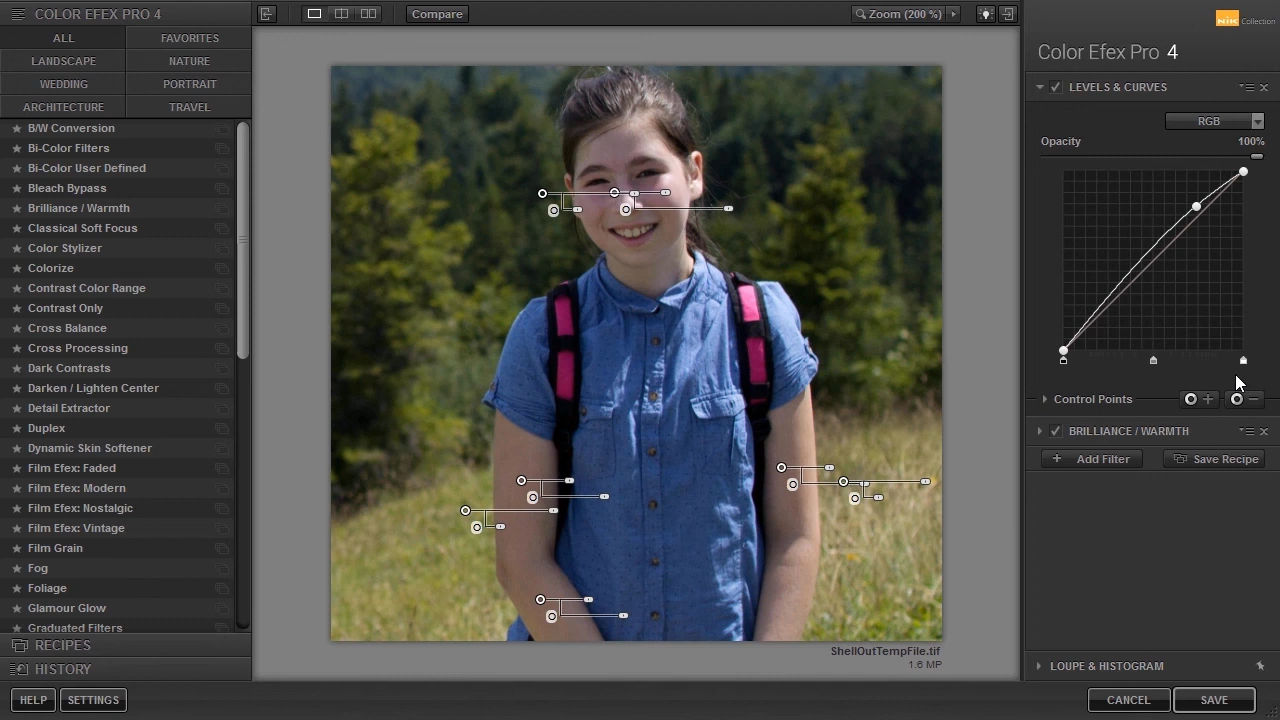 COLOR EFEX PRO 4
ALL
FAVORITES
LANDSCAPE
NATURE
WEDDING
PORTRAIT
ARCHITECTURE
TRAVEL
B/W Conversion
Bi-Color Filters
Bi-Color User Defined
Bleach Bypass
Brilliance / Warmth
Classical Soft Focus
Color Stylizer
Colorize
Contrast Color Range
Contrast Only
Cross Balance
Cross Processing
Dark Contrasts
Darken / Lighten Center
Detail Extractor
Duplex
Dynamic Skin Softener
Film Efex: Faded
Film Efex: Modern
Film Efex: Nostalgic
Film Efex: Vintage
Film Grain
Fog
Foliage
Glamour Glow
Graduated Filters
RECIPES
HISTORY
HELP
SETTINGS
Compare
Zoom (200 %)
ShellOutTempFile.tif
1.6 MP
Nik Collection
Color Efex Pro 4
LEVELS & CURVES
RGB
Opacity
100%
Control Points
BRILLIANCE / WARMTH
Add Filter
Save Recipe
LOUPE & HISTOGRAM
CANCEL
SAVE